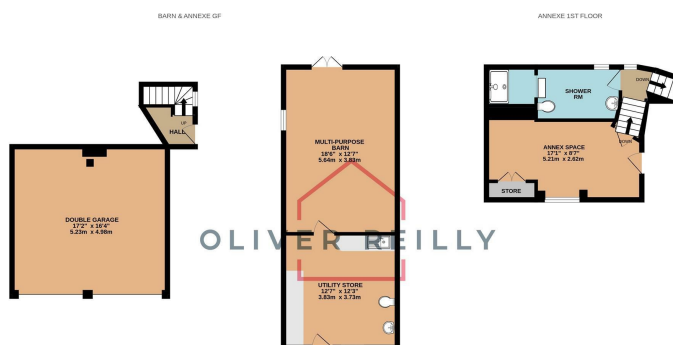 BARN & ANNEXE GF
ANNEXE 1ST FLOOR
UP
HALL
DOUBLE GARAGE
17'2" x 16'4"
5.23m x 4.98m
MULTI-PURPOSE
BARN
18'6" x 12'7"
5.64m x 3.83m
OLIVER REILLY
UTILITY STORE
12'7" x 12'3"
3.83m x 3.73m
SHOWER
RM
DOWN
DOWN
ANNEX SPACE
17'1" x 8'7"
5.21m x 2.62m
STORE